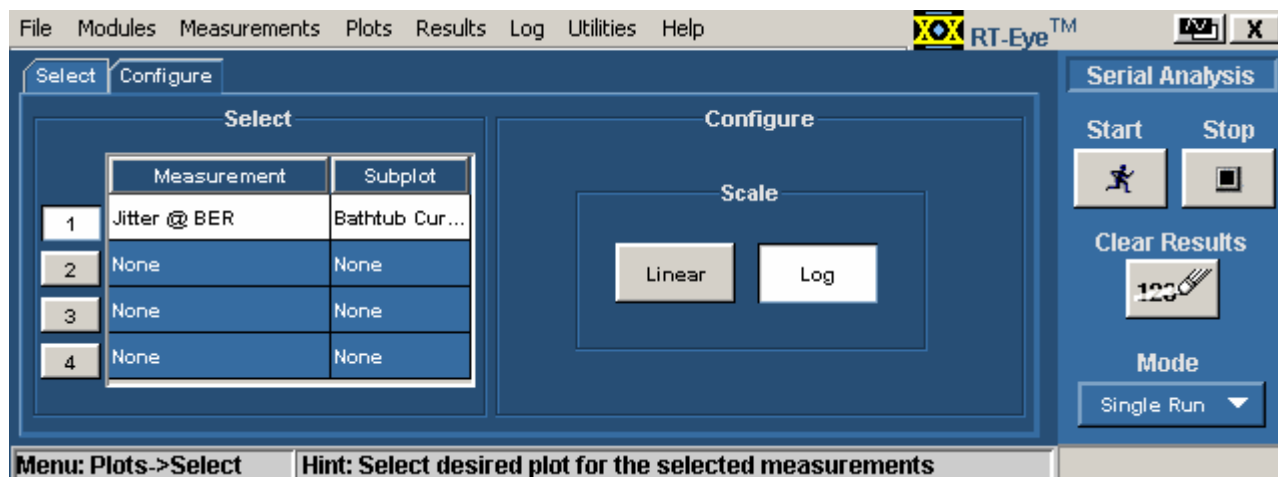 File Modules Measurements Plots Results Log Utilities Help RT-Eye™ X
Select Configure
Serial Analysis
Select
Configure
Start Stop
Measurement Subplot
Scale
1 Jitter @ BER Bathtub Cur...
2 None None
Linear Log
Clear Results
3 None None
123
4 None None
Mode
Single Run
Menu: Plots->Select Hint: Select desired plot for the selected measurements